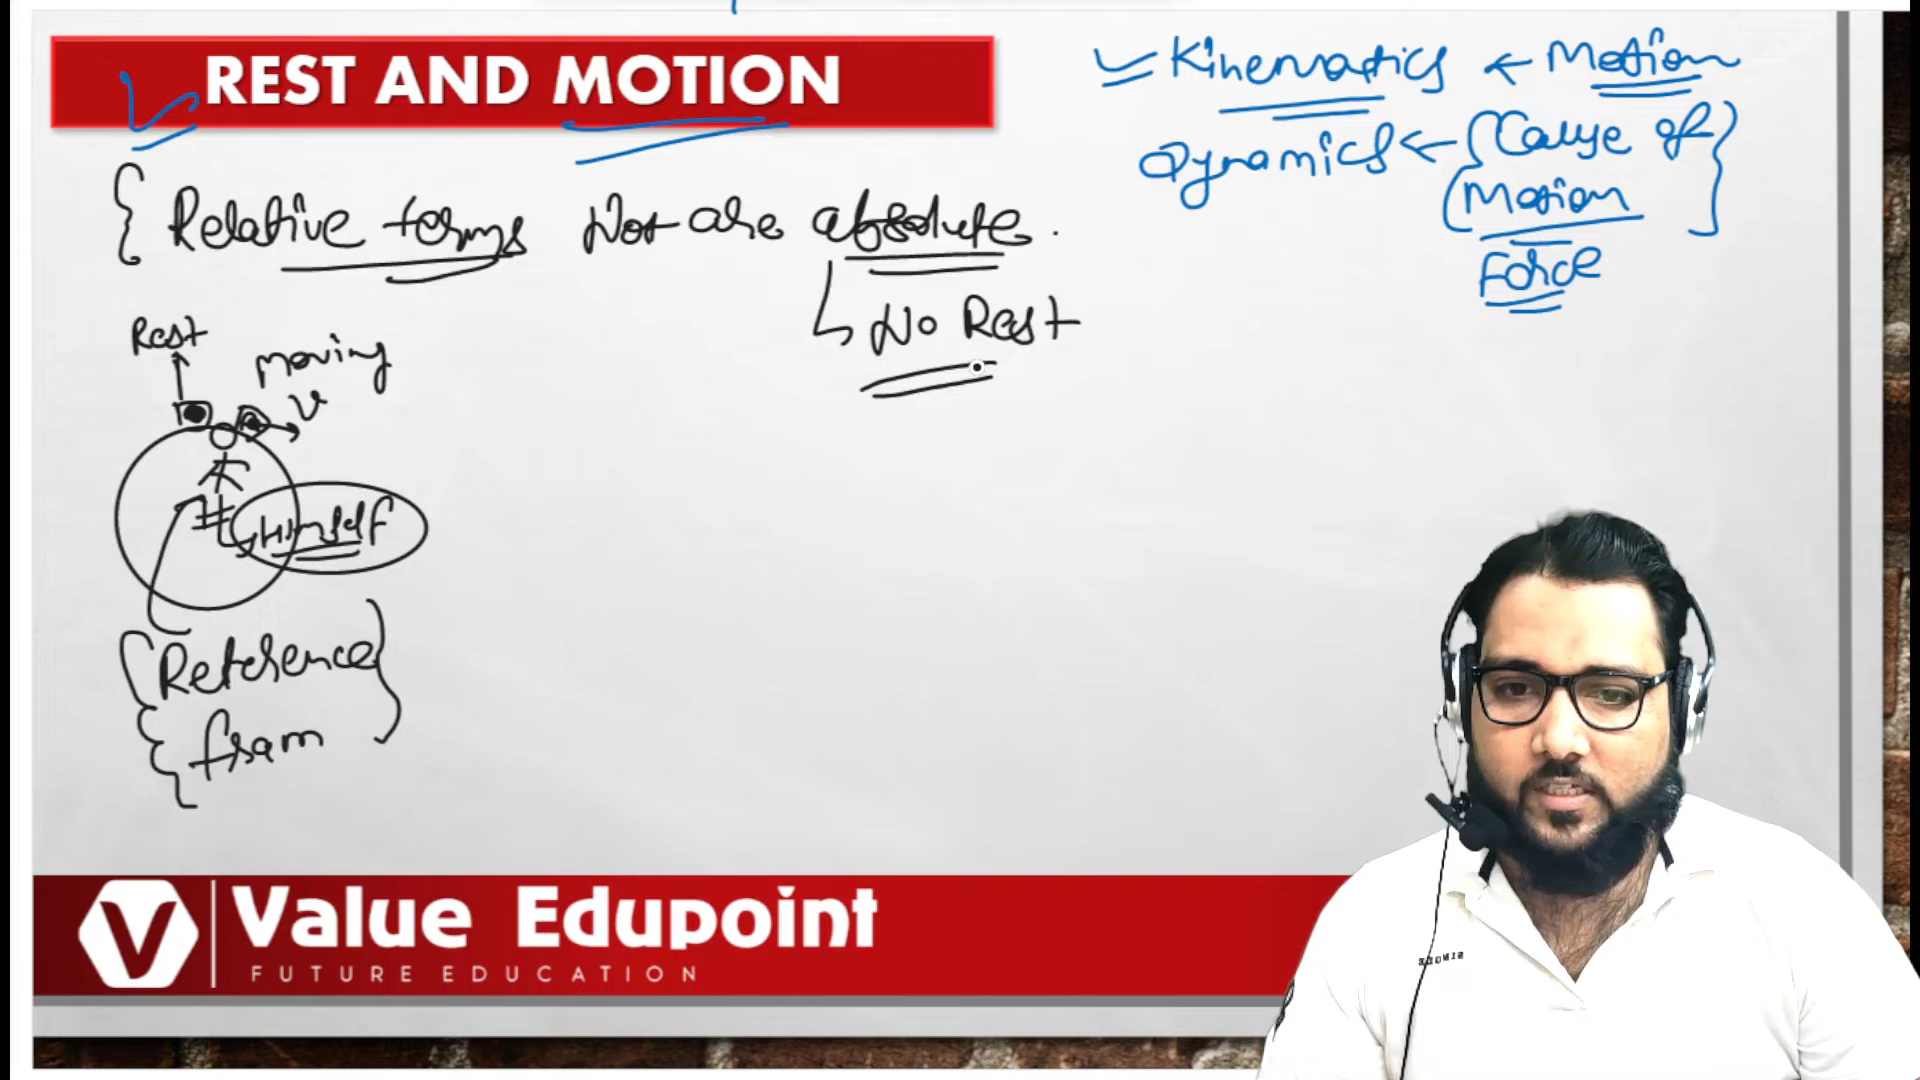 REST AND MOTION
Kinematics ← Motion
Dynamics ← {Cause of
Motion}
Force
{Relative terms Not are absolute.
No Rest
Rest
moving
v
Himself
{Reference}
{fram
V
Value Edupoint
FUTURE EDUCATION